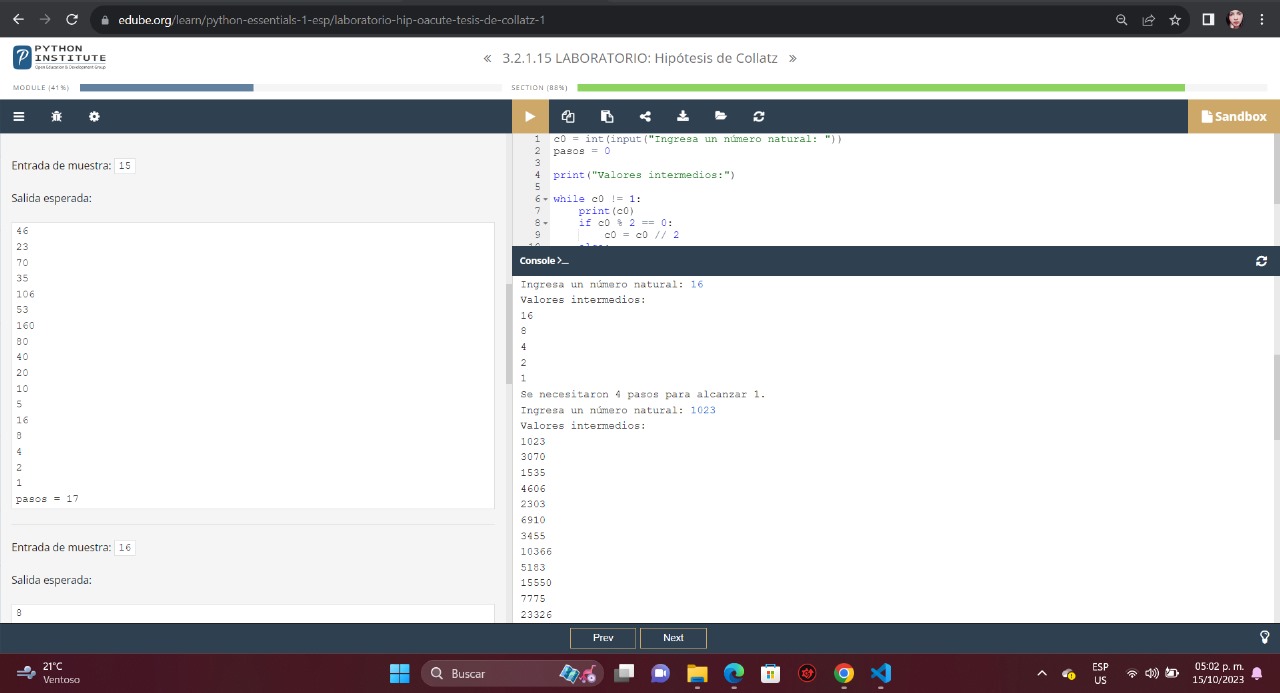 edube.org/learn/python-essentials-1-esp/laboratorio-hip-oacute-tesis-de-collatz-1
PYTHON
INSTITUTE
Open Education & Development Group
« 3.2.1.15 LABORATORIO: Hipótesis de Collatz »
MODULE (41%)
SECTION (88%)
Sandbox
Entrada de muestra: 15
Salida esperada:
46
23
70
35
106
53
160
80
40
20
10
5
16
8
4
2
1
pasos = 17
Entrada de muestra: 16
Salida esperada:
8
1 c0 = int(input("Ingresa un número natural: "))
2 pasos = 0
3
4 print("Valores intermedios:")
5
6 while c0 != 1:
7 print(c0)
8 if c0 % 2 == 0:
9 c0 = c0 // 2
10 else:
Console >_
Ingresa un número natural: 16
Valores intermedios:
16
8
4
2
1
Se necesitaron 4 pasos para alcanzar 1.
Ingresa un número natural: 1023
Valores intermedios:
1023
3070
1535
4606
2303
6910
3455
10366
5183
15550
7775
23326
Prev
Next
21°C
Ventoso
Buscar
ESP
US
05:02 p. m.
15/10/2023